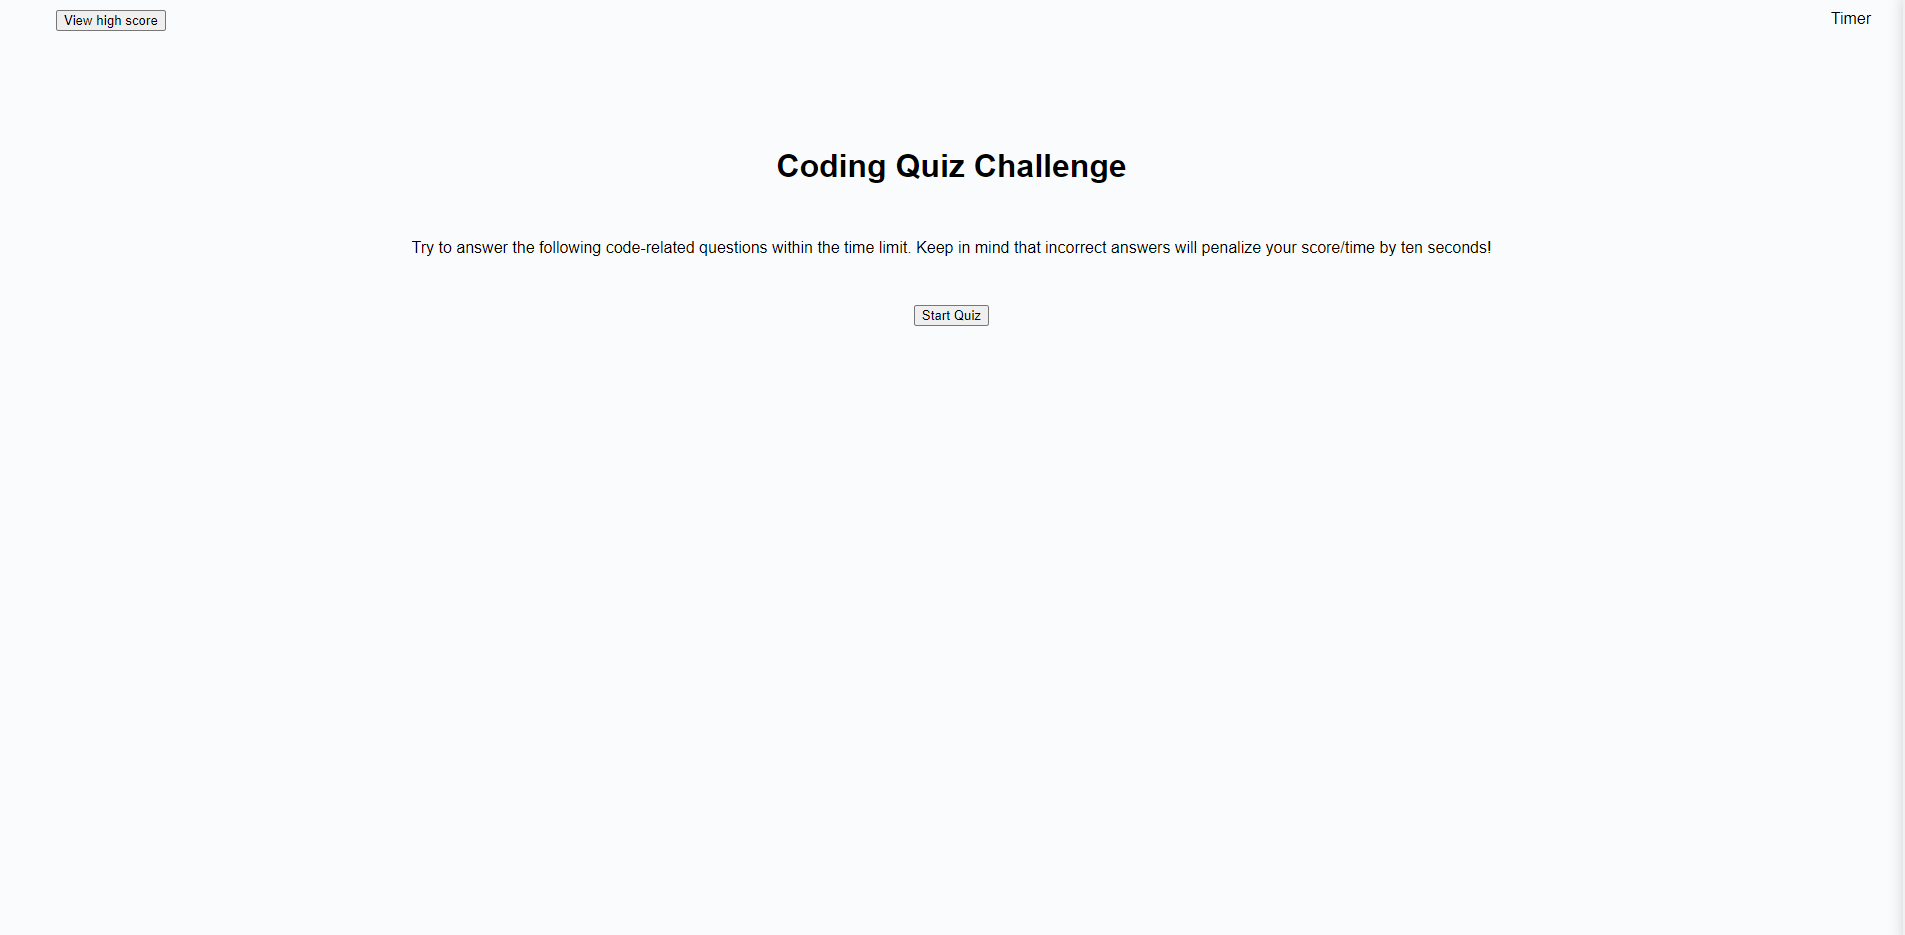 View high score
Timer
Coding Quiz Challenge
Try to answer the following code-related questions within the time limit. Keep in mind that incorrect answers will penalize your score/time by ten seconds!
Start Quiz